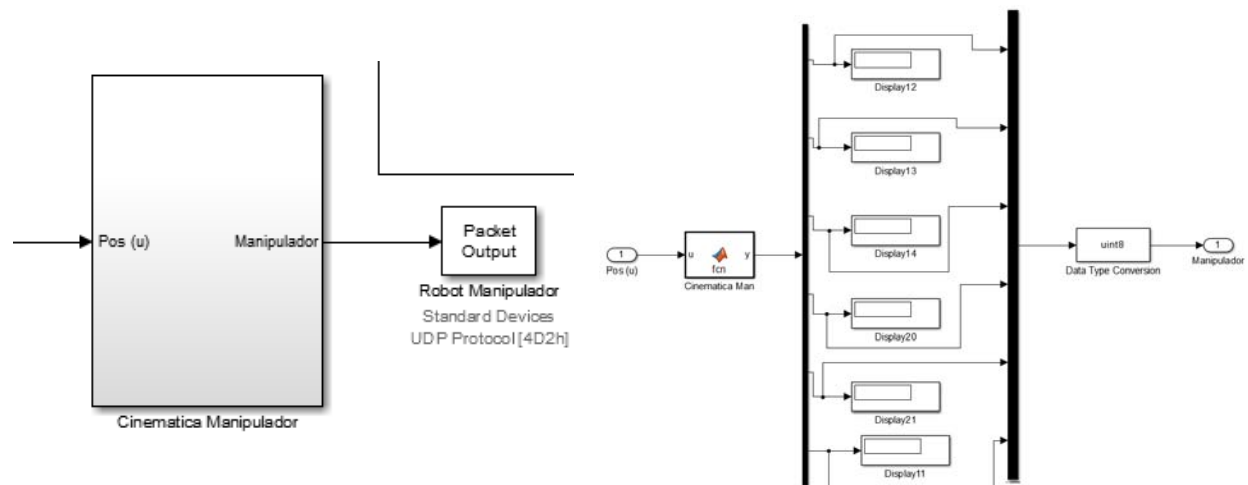 Pos (u)
Manipulador
Cinematica Manipulador
Packet
Output
Robot Manipulador
Standard Devices
UDP Protocol [4D2h]
1
Pos (u)
u
y
fcn
Cinematica Man
Display12
Display13
Display14
Display20
Display21
Display11
uint8
Data Type Conversion
1
Manipulador